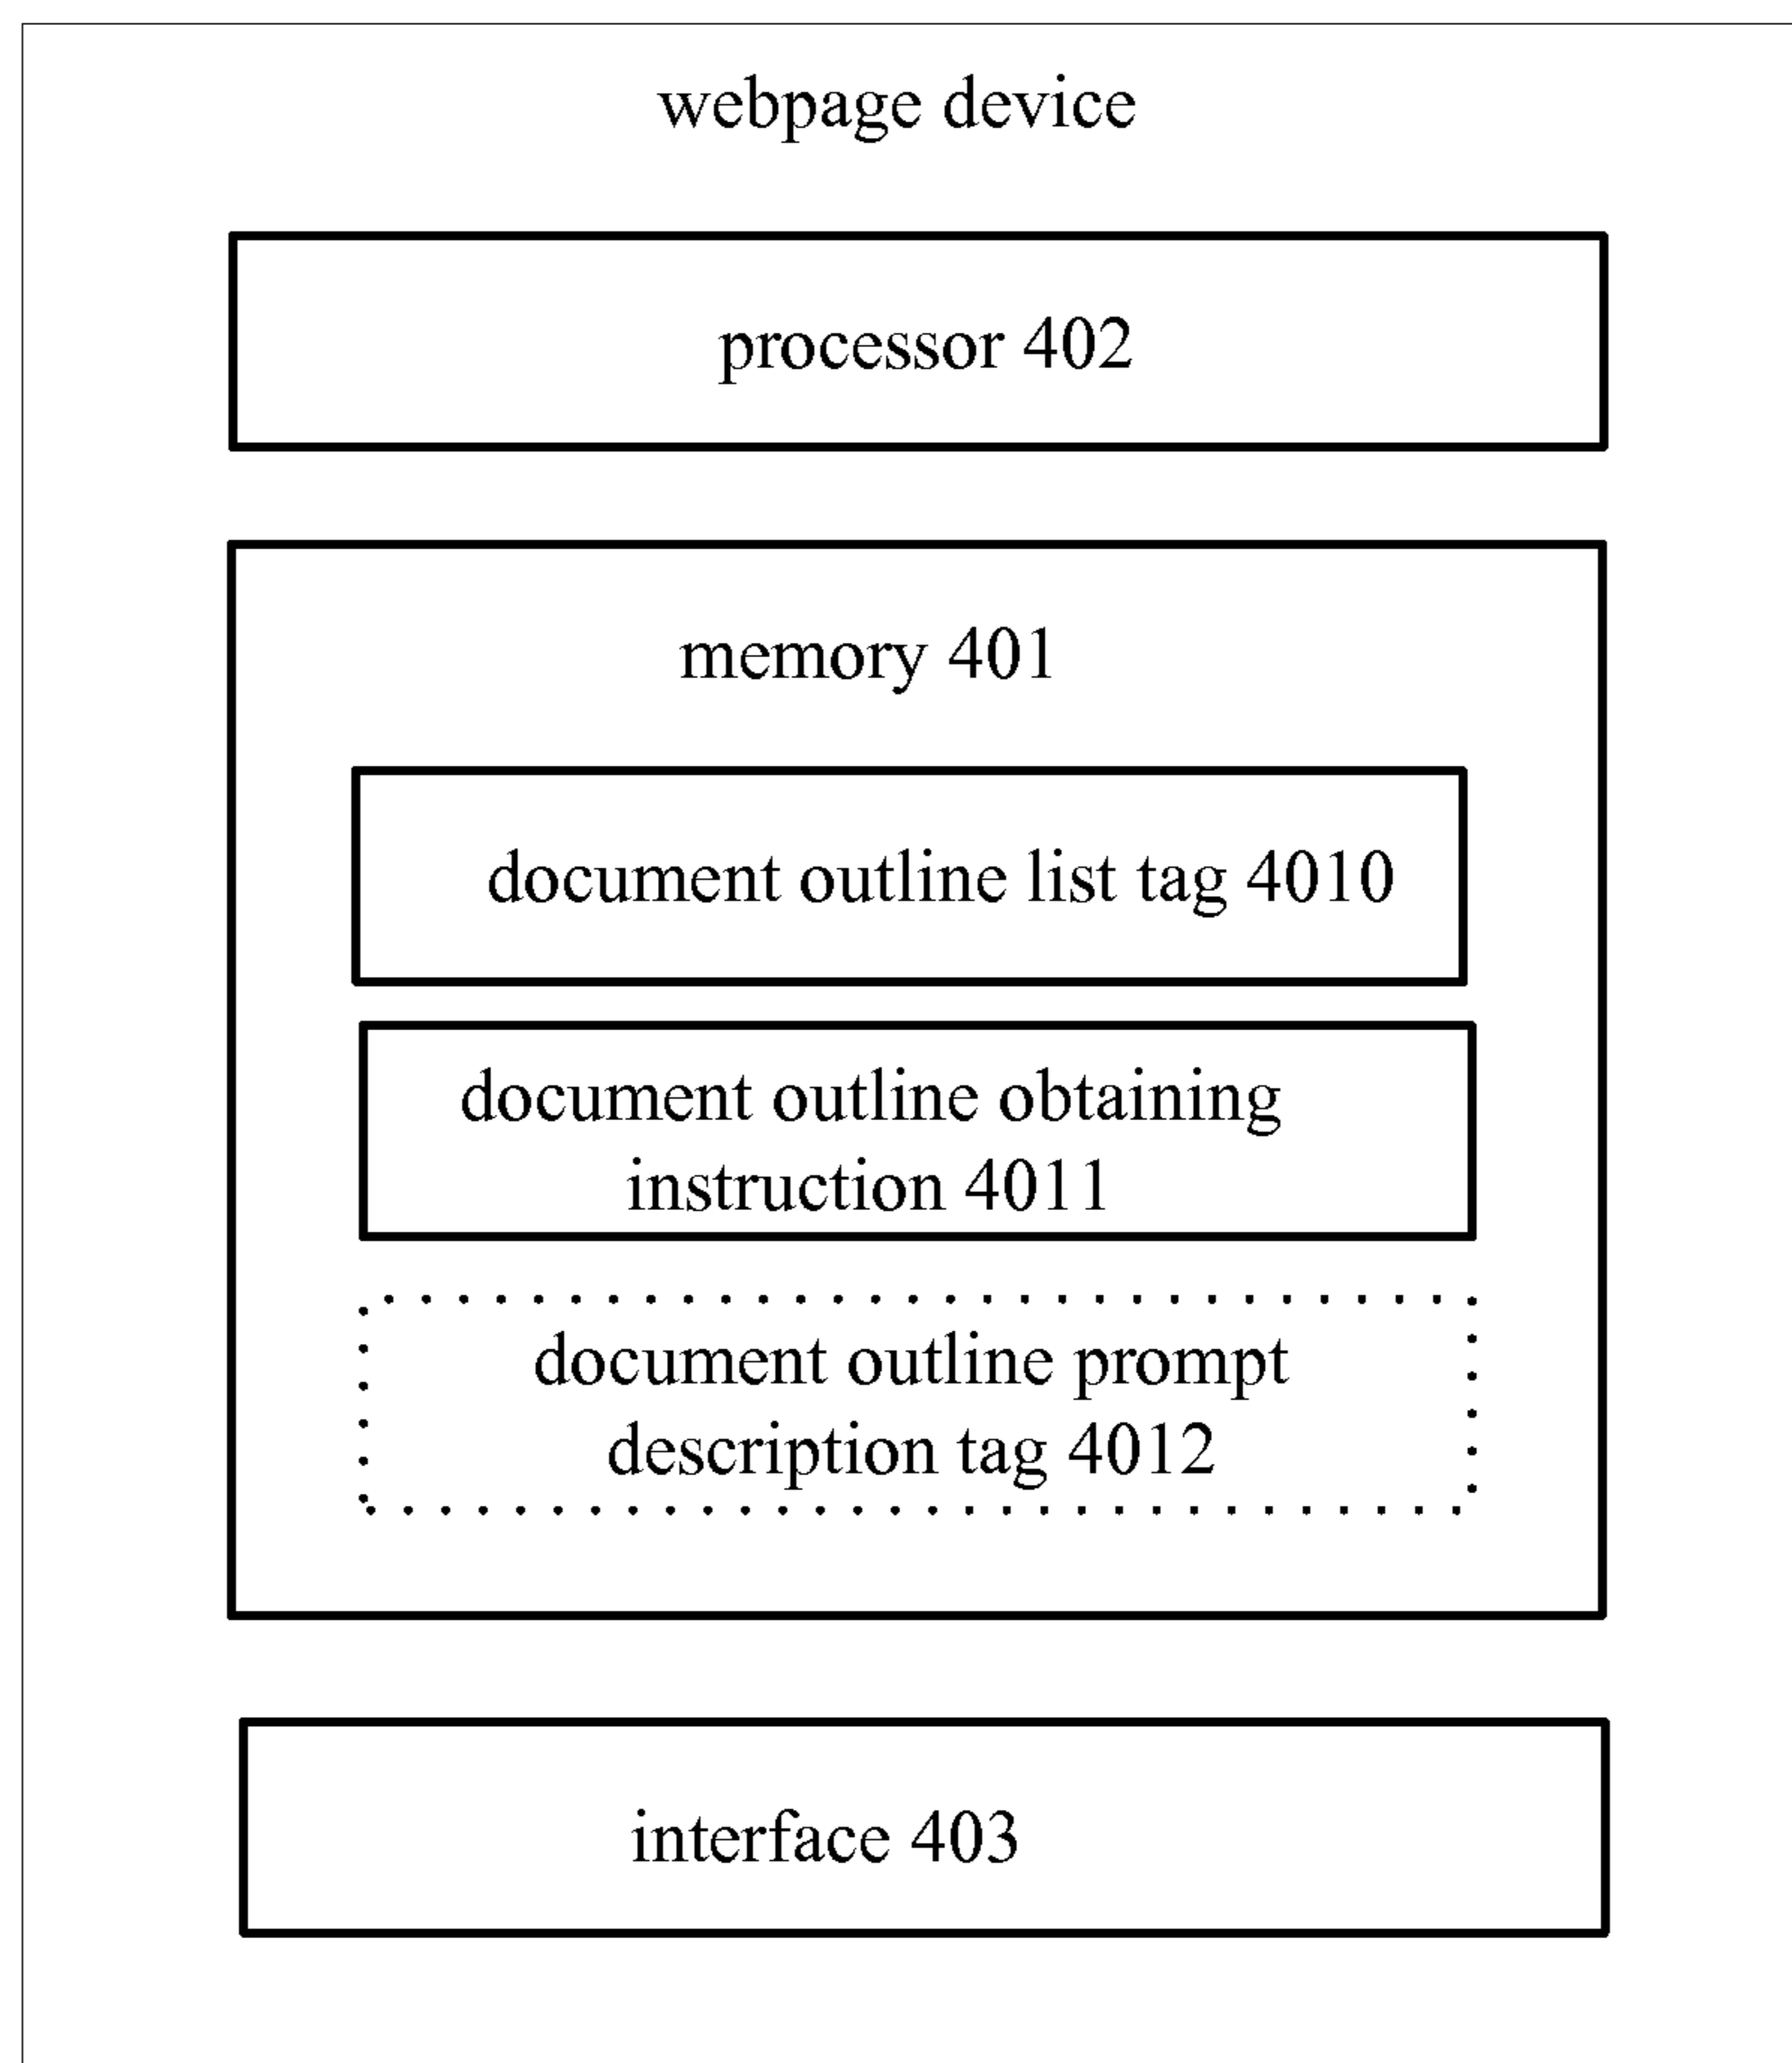 webpage device
processor 402
memory 401
document outline list tag 4010
document outline obtaining
instruction 4011
document outline prompt
description tag 4012
interface 403